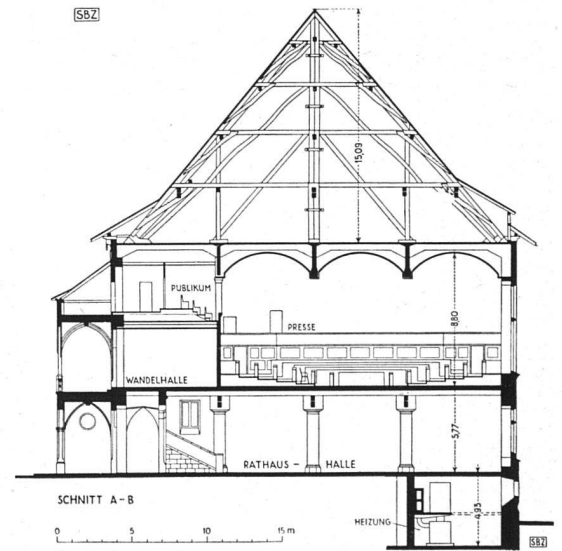 SBZ
15,09
PUBLIKUM
8,80
PRESSE
WANDELHALLE
5,77
RATHAUS - HALLE
SCHNITT A-B
HEIZUNG
4,95
0 5 10 15 m
SBZ